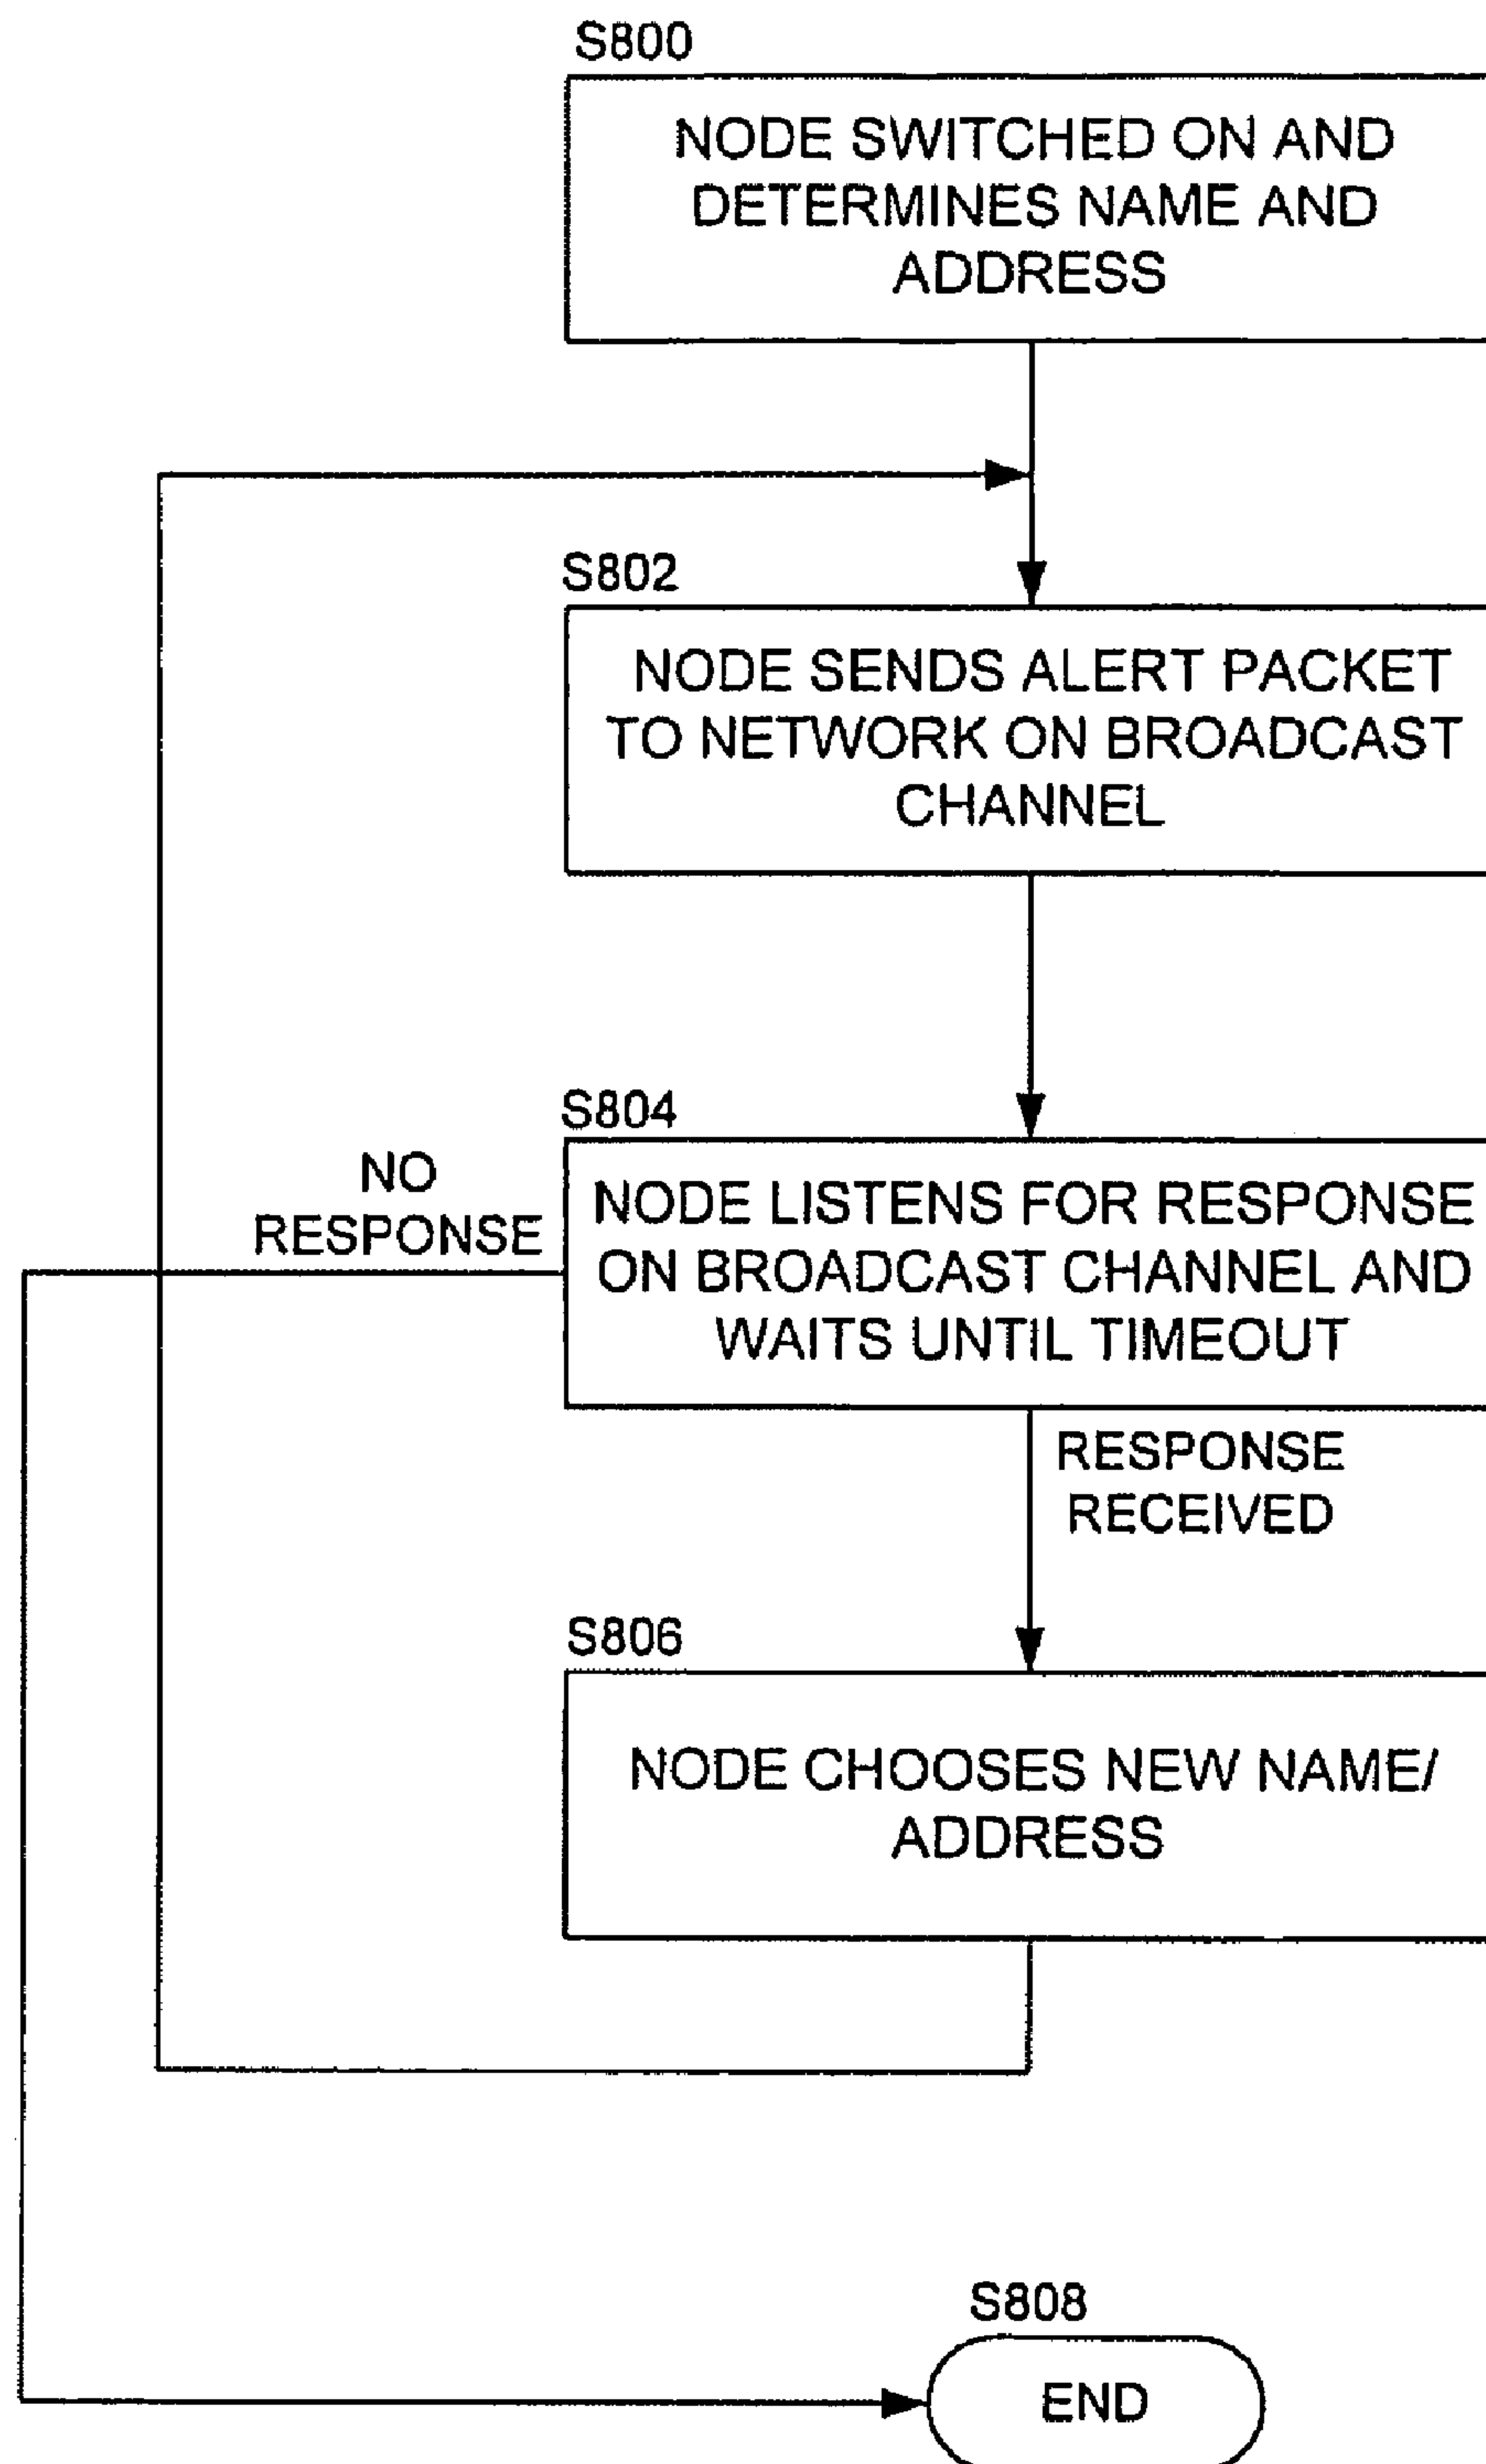 S800
NODE SWITCHED ON AND
DETERMINES NAME AND
ADDRESS
S802
NODE SENDS ALERT PACKET
TO NETWORK ON BROADCAST
CHANNEL
S804
NO
RESPONSE
NODE LISTENS FOR RESPONSE
ON BROADCAST CHANNEL AND
WAITS UNTIL TIMEOUT
RESPONSE
RECEIVED
S806
NODE CHOOSES NEW NAME/
ADDRESS
S808
END